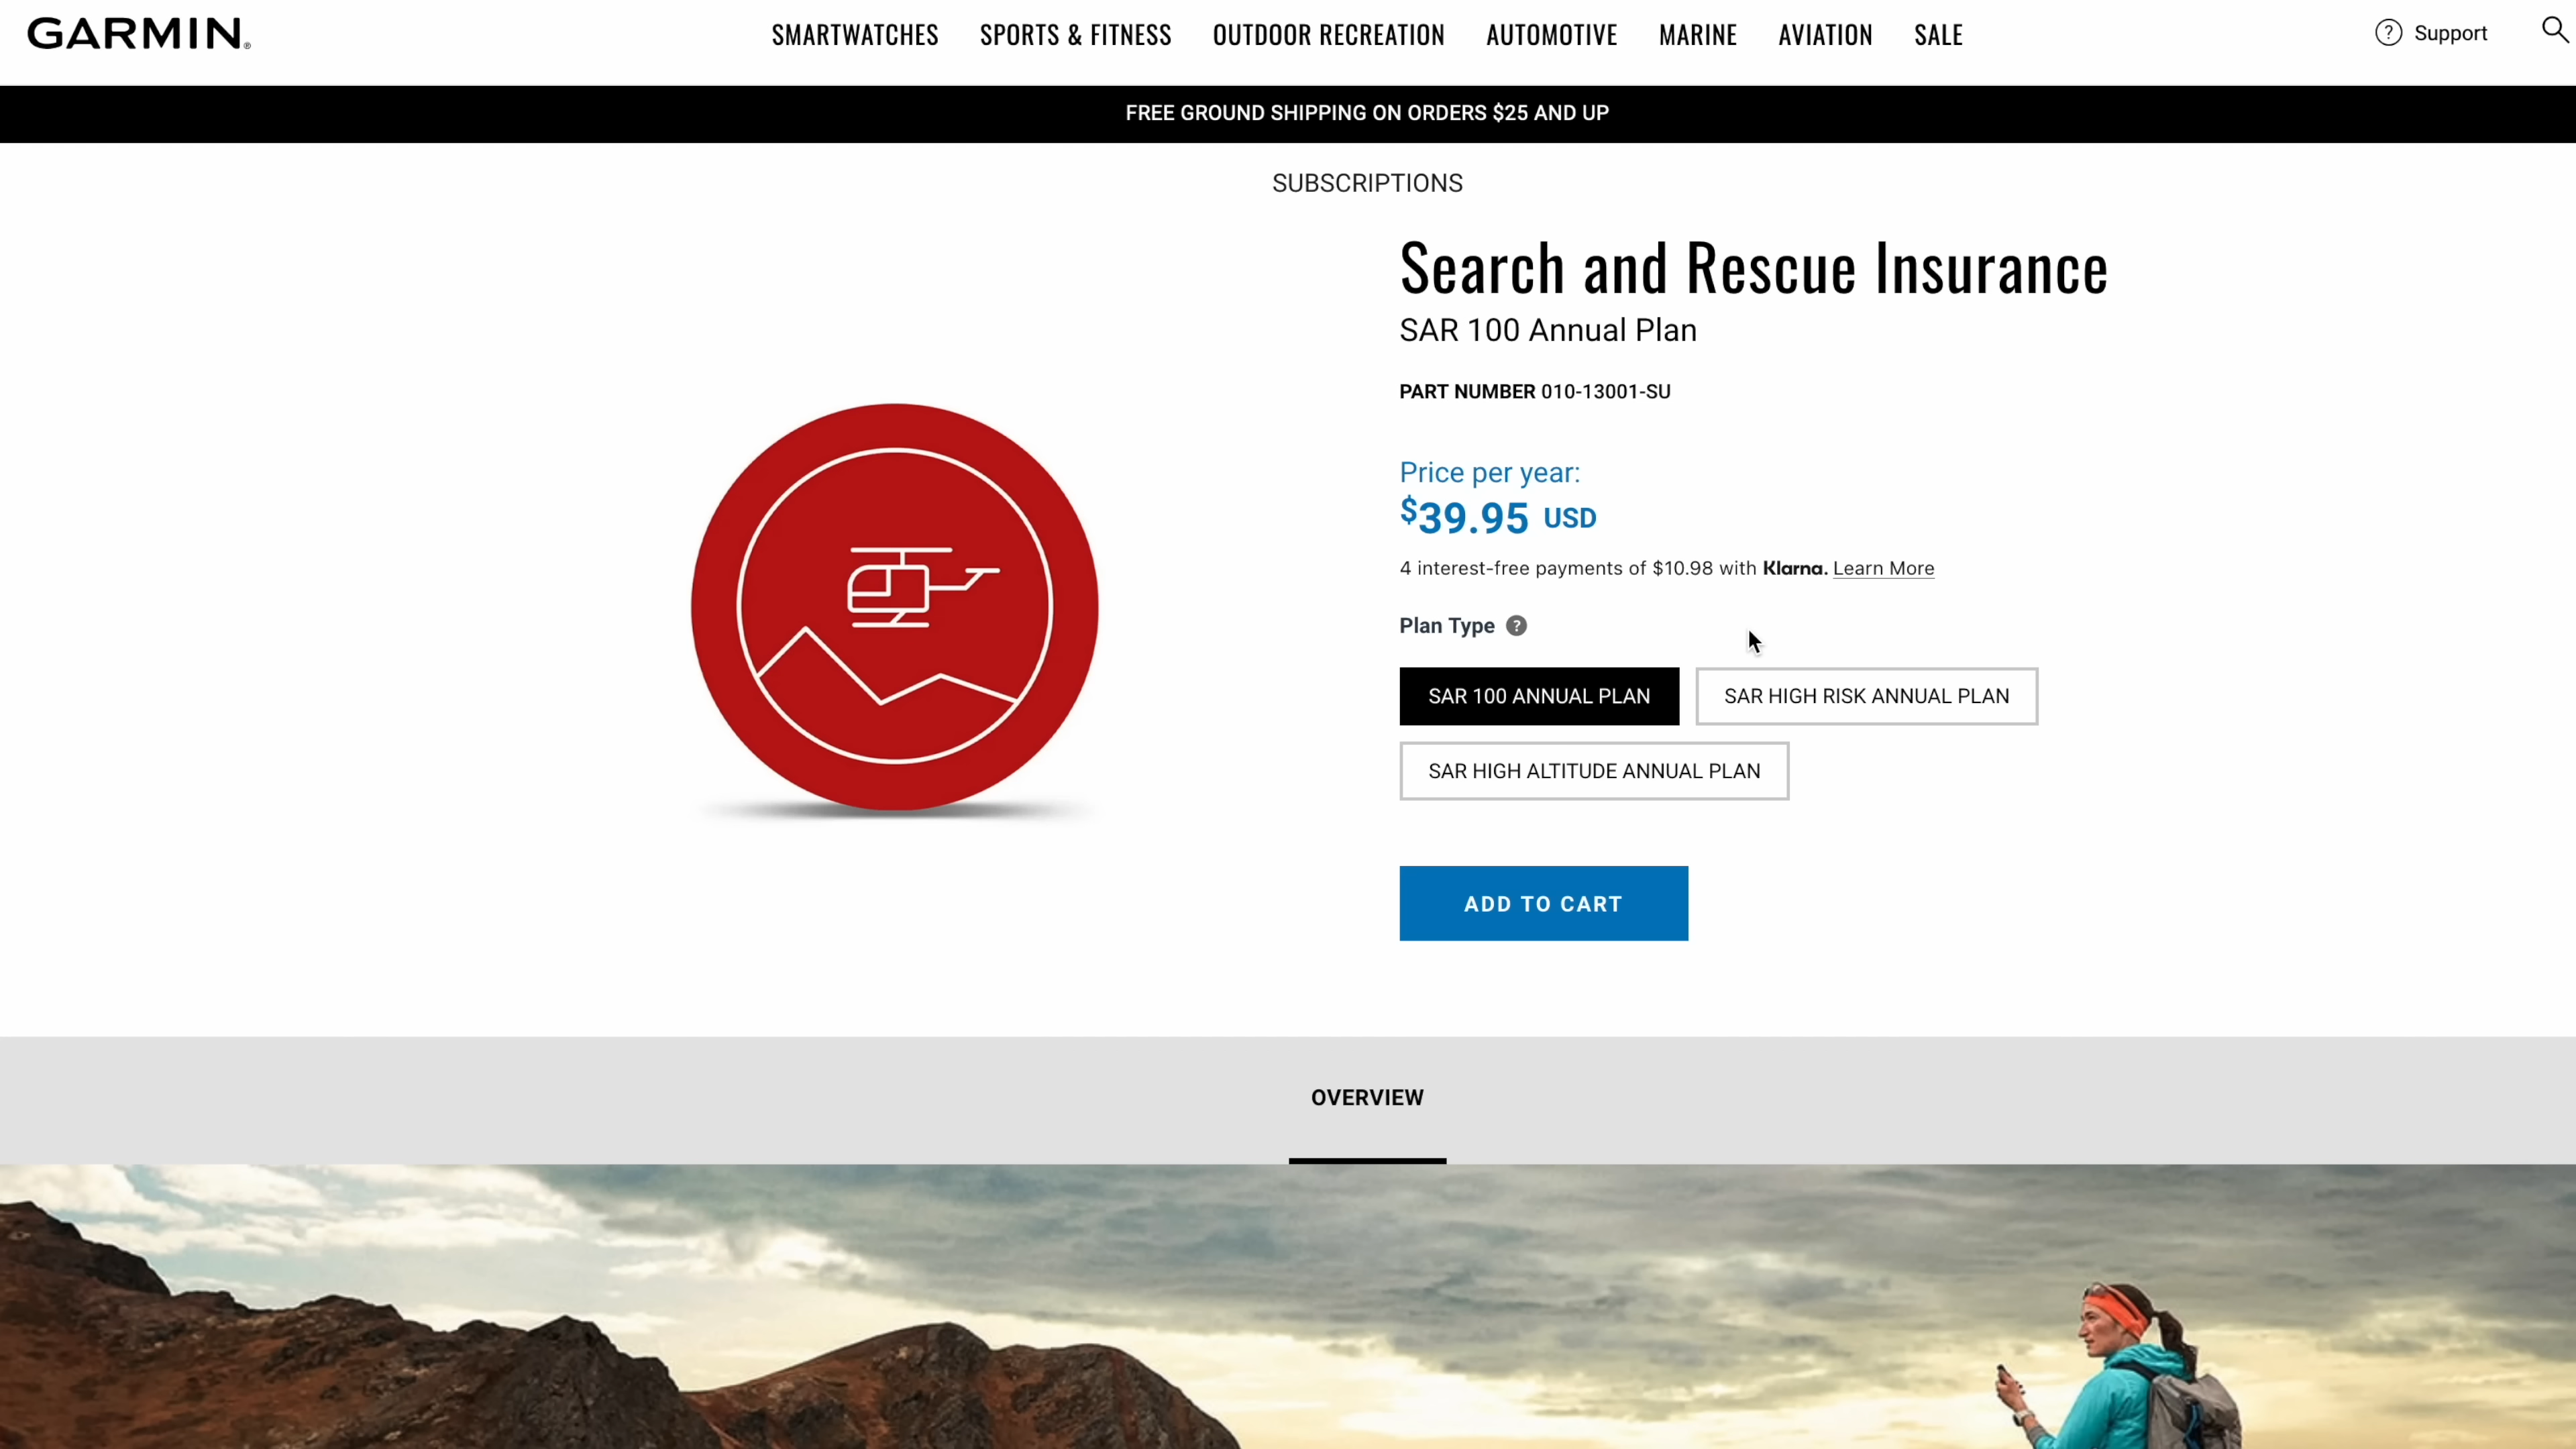 GARMIN®
SMARTWATCHES SPORTS & FITNESS OUTDOOR RECREATION AUTOMOTIVE MARINE AVIATION SALE
? Support
FREE GROUND SHIPPING ON ORDERS $25 AND UP
SUBSCRIPTIONS
Search and Rescue Insurance
SAR 100 Annual Plan
PART NUMBER 010-13001-SU
Price per year:
$39.95 USD
4 interest-free payments of $10.98 with Klarna. Learn More
Plan Type ?
SAR 100 ANNUAL PLAN SAR HIGH RISK ANNUAL PLAN
SAR HIGH ALTITUDE ANNUAL PLAN
ADD TO CART
OVERVIEW